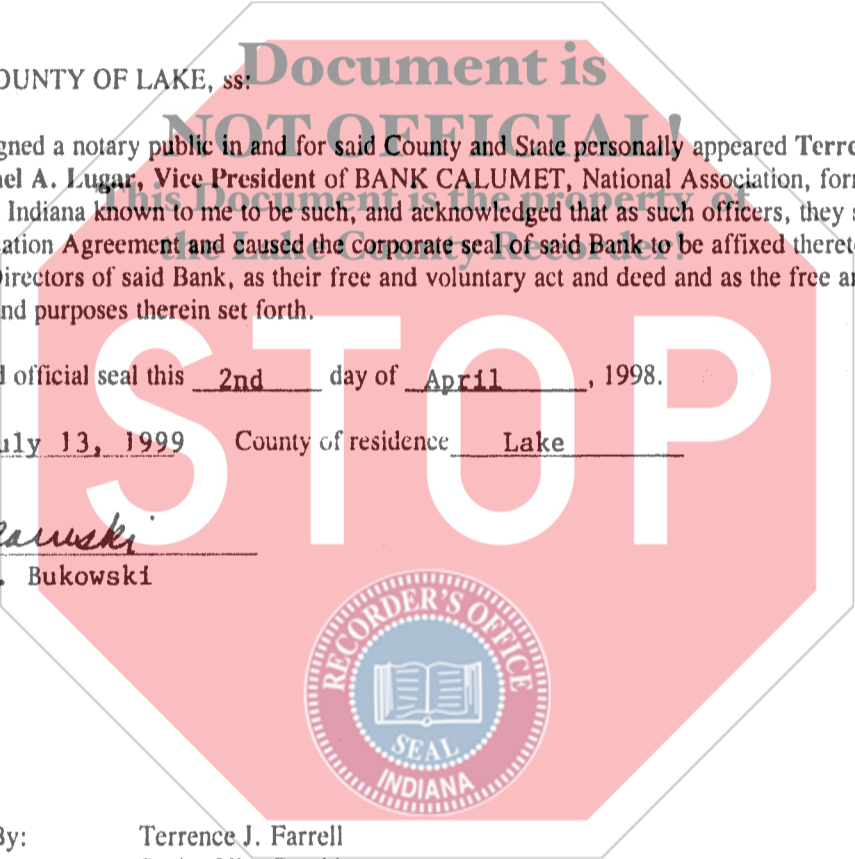 Document is
OUNTY OF LAKE, ss:
NOT OFFICIAL!
gned a notary public in and for said County and State personally appeared Terre
el A. Lugar, Vice President of BANK CALUMET, National Association, for
This Document is the property of
Indiana known to me to be such, and acknowledged that as such officers, they s
ation Agreement and caused the corporate seal of said Bank to be affixed theret
the Lake County Recorder!
Directors of said Bank, as their free and voluntary act and deed and as the free a
nd purposes therein set forth.
STOP
d official seal this 2nd day of April, 1998.
uly 13, 1999 County of residence Lake
. Bukowski
RECORDER'S OFFICE
SEAL
INDIANA
By: Terrence J. Farrell